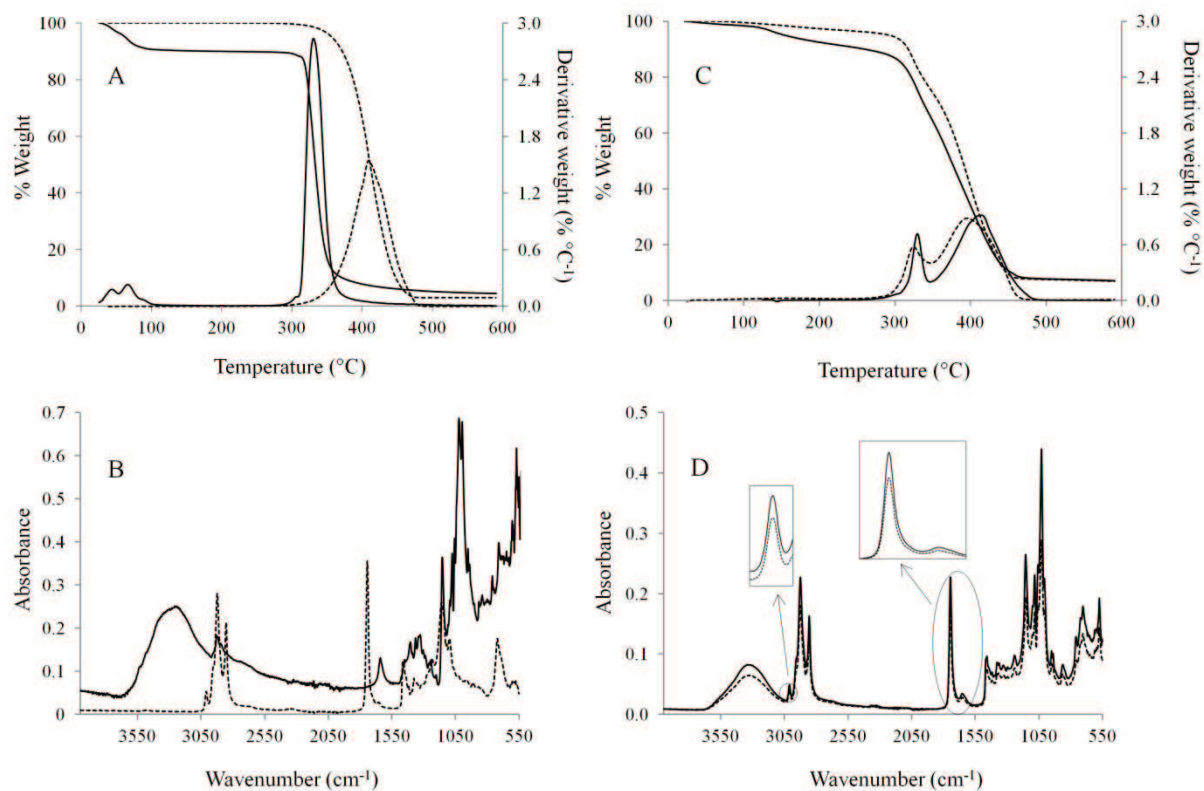 A
% Weight
100
80
60
40
20
0
3.0
2.4
1.8
1.2
0.6
0.0
Derivative weight (% °C-1)
0 100 200 300 400 500 600
Temperature (°C)
C
% Weight
100
80
60
40
20
0
3.0
2.4
1.8
1.2
0.6
0.0
Derivative weight (% °C-1)
0 100 200 300 400 500 600
Temperature (°C)
B
Absorbance
0.7
0.6
0.5
0.4
0.3
0.2
0.1
0
3550 3050 2550 2050 1550 1050 550
Wavenumber (cm-1)
D
Absorbance
0.5
0.4
0.3
0.2
0.1
0.0
3550 3050 2550 2050 1550 1050 550
Wavenumber (cm-1)